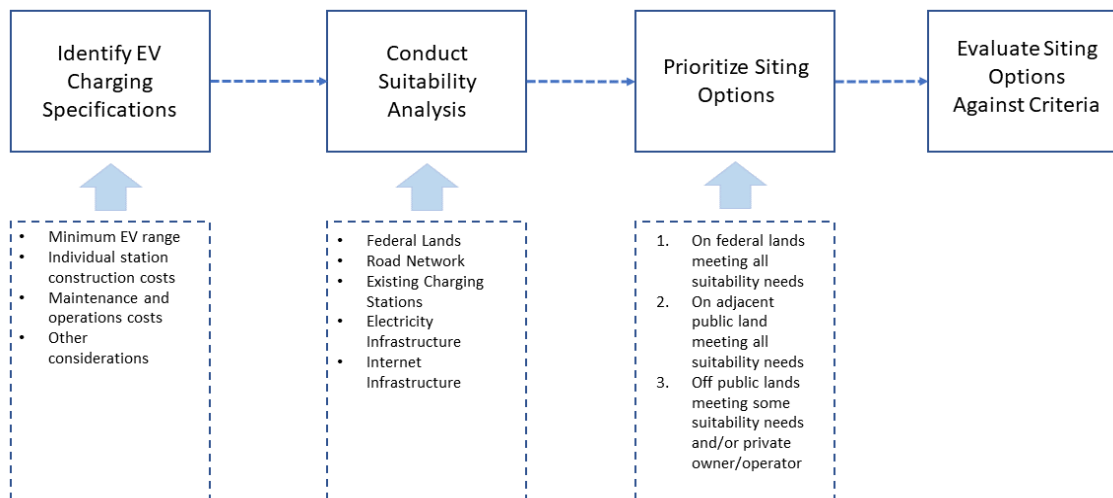 Identify EV
Charging
Specifications
Conduct
Suitability
Analysis
Prioritize Siting
Options
Evaluate Siting
Options
Against Criteria
• Minimum EV range
• Individual station
construction costs
• Maintenance and
operations costs
• Other
considerations
• Federal Lands
• Road Network
• Existing Charging
Stations
• Electricity
Infrastructure
• Internet
Infrastructure
1. On federal lands
meeting all
suitability needs
2. On adjacent
public land
meeting all
suitability needs
3. Off public lands
meeting some
suitability needs
and/or private
owner/operator